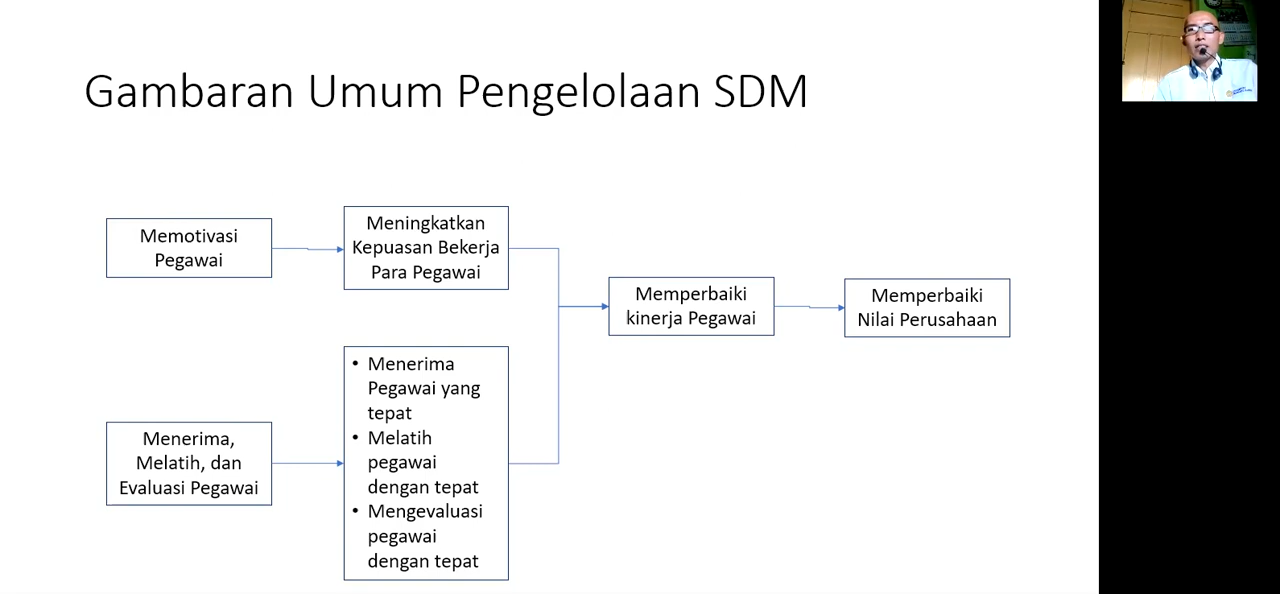 Gambaran Umum Pengelolaan SDM
Memotivasi
Pegawai
Meningkatkan
Kepuasan Bekerja
Para Pegawai
Memperbaiki
kinerja Pegawai
Memperbaiki
Nilai Perusahaan
Menerima,
Melatih, dan
Evaluasi Pegawai
• Menerima
Pegawai yang
tepat
• Melatih
pegawai
dengan tepat
• Mengevaluasi
pegawai
dengan tepat